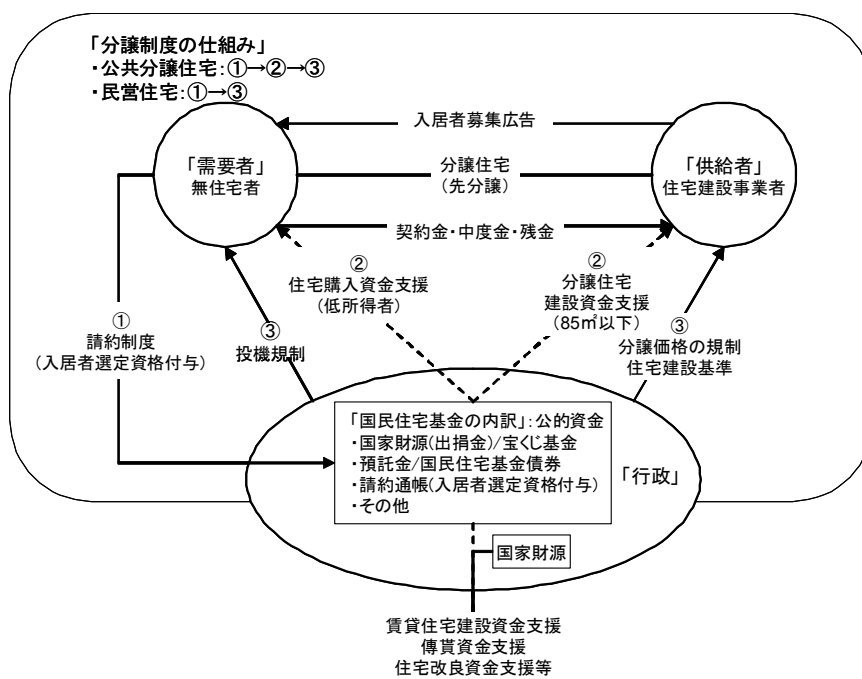 「分譲制度の仕組み」
・公共分譲住宅：①→②→③
・民営住宅：①→③
入居者募集広告
「需要者」
無住宅者
分譲住宅
(先分譲)
「供給者」
住宅建設事業者
契約金・中度金・残金
②
住宅購入資金支援
(低所得者)
②
分譲住宅
建設資金支援
(85㎡以下)
①
請約制度
(入居者選定資格付与)
③
投機規制
③
分譲価格の規制
住宅建設基準
「国民住宅基金の内訳」：公的資金
・国家財源(出捐金)/宝くじ基金
・預託金/国民住宅基金債券
・請約通帳(入居者選定資格付与)
・その他
「行政」
国家財源
賃貸住宅建設資金支援
傳貰資金支援
住宅改良資金支援等